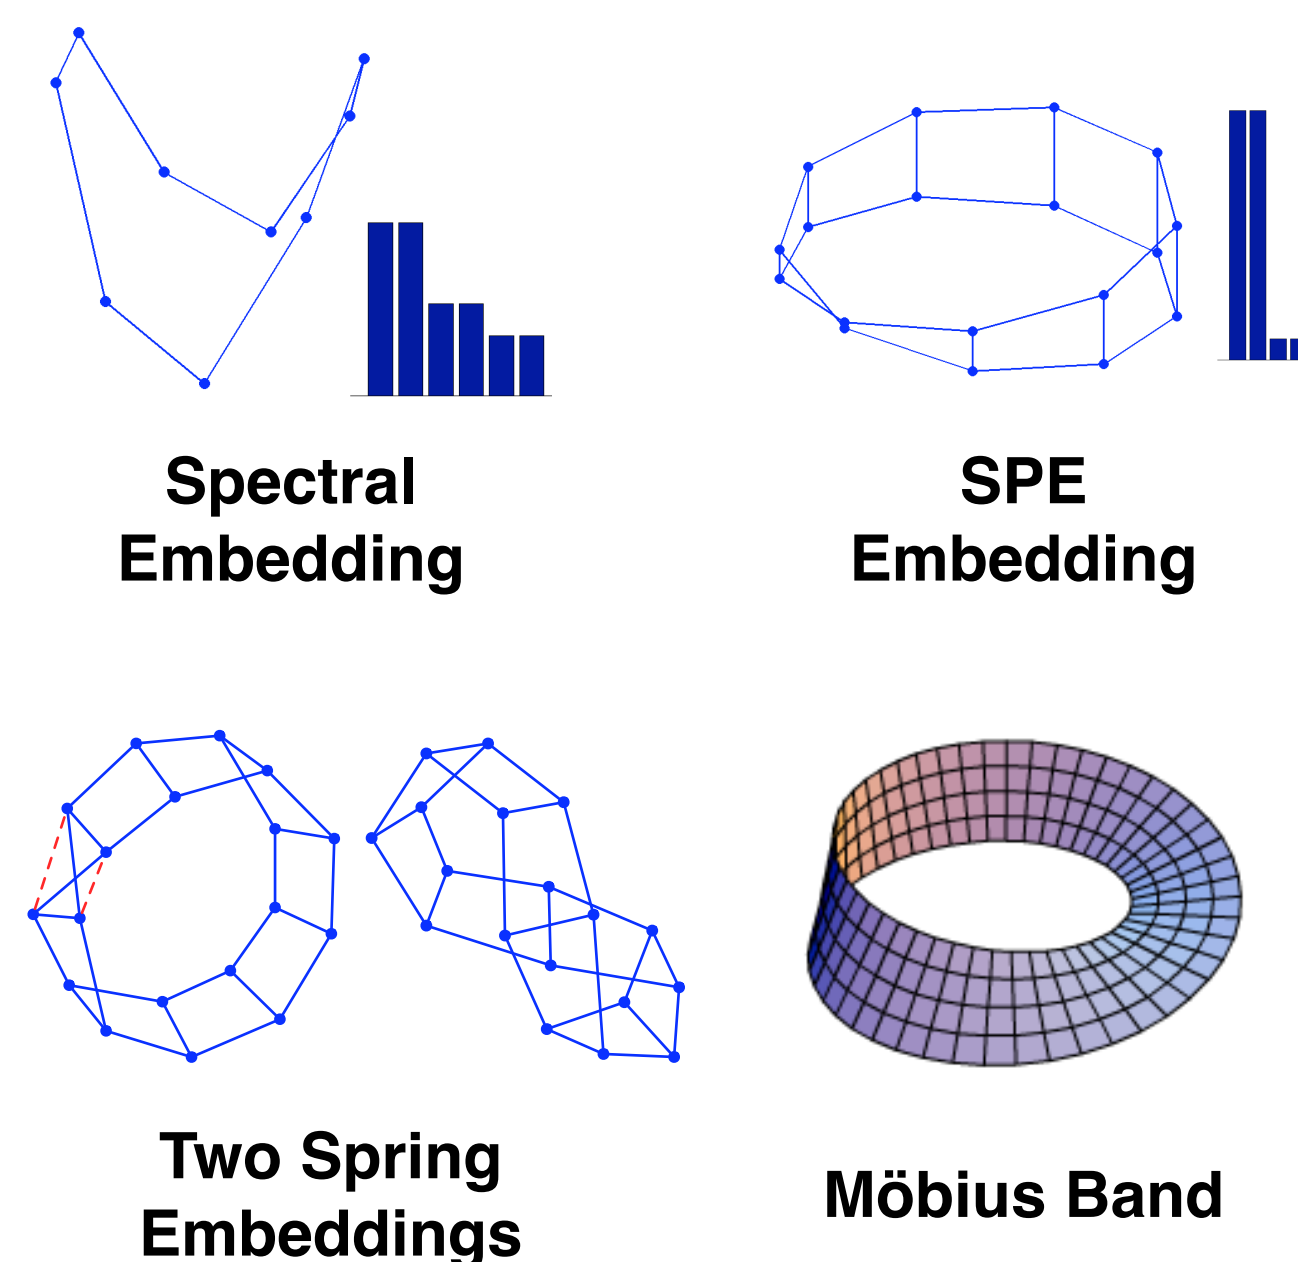 Spectral
Embedding
SPE
Embedding
Two Spring
Embeddings
Möbius Band